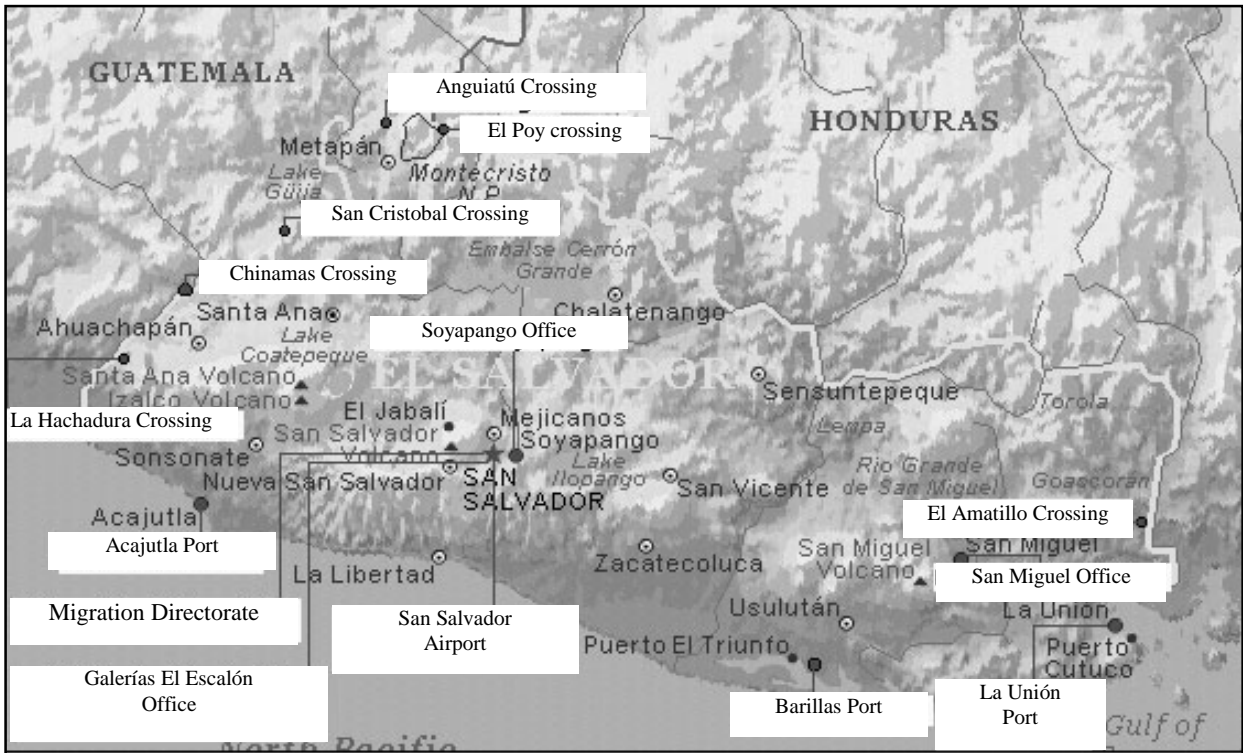 GUATEMALA
Anguiatú Crossing
El Poy crossing
HONDURAS
Metapán
Lake
Güija
Montecristo
N.P.
San Cristobal Crossing
Embalse Cerrón
Grande
Chinamas Crossing
Santa Ana
Chalatenango
Soyapango Office
Ahuachapán
Lake
Coatepeque
EL SALVADOR
Santa Ana Volcano
Izalco Volcano
Sensuntepeque
Torola
La Hachadura Crossing
El Jabalí
Mejicanos
San Salvador
Volcano
Soyapango
Lempa
Sonsonate
Lake
Ilopango
Nueva San Salvador
SAN
SALVADOR
San Vicente
Rio Grande
de San Miguel
Goascorán
Acajutla
Acajutla Port
El Amatillo Crossing
San Miguel
La Libertad
Zacatecoluca
San Miguel
Volcano
San Miguel Office
Migration Directorate
San Salvador
Airport
Usulután
La Unión
Puerto El Triunfo
Puerto
Cutuco
Galerías El Escalón
Office
Barillas Port
La Unión
Port
Gulf of
North Pacific